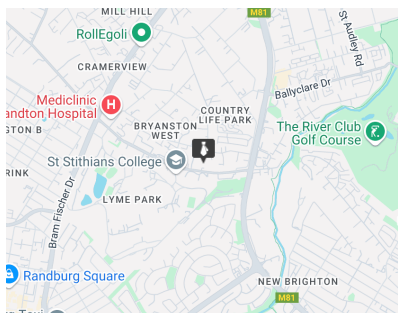 MILL HILL
M81
St Audley Rd
RollEgoli
CRAMERVIEW
Ballyclare Dr
Mediclinic
andton Hospital
H
COUNTRY
LIFE PARK
GTON B
BRYANSTON
WEST
The River Club
Golf Course
St Stithians College
RINK
LYME PARK
Bram Fischer Dr
Randburg Square
NEW BRIGHTON
M81